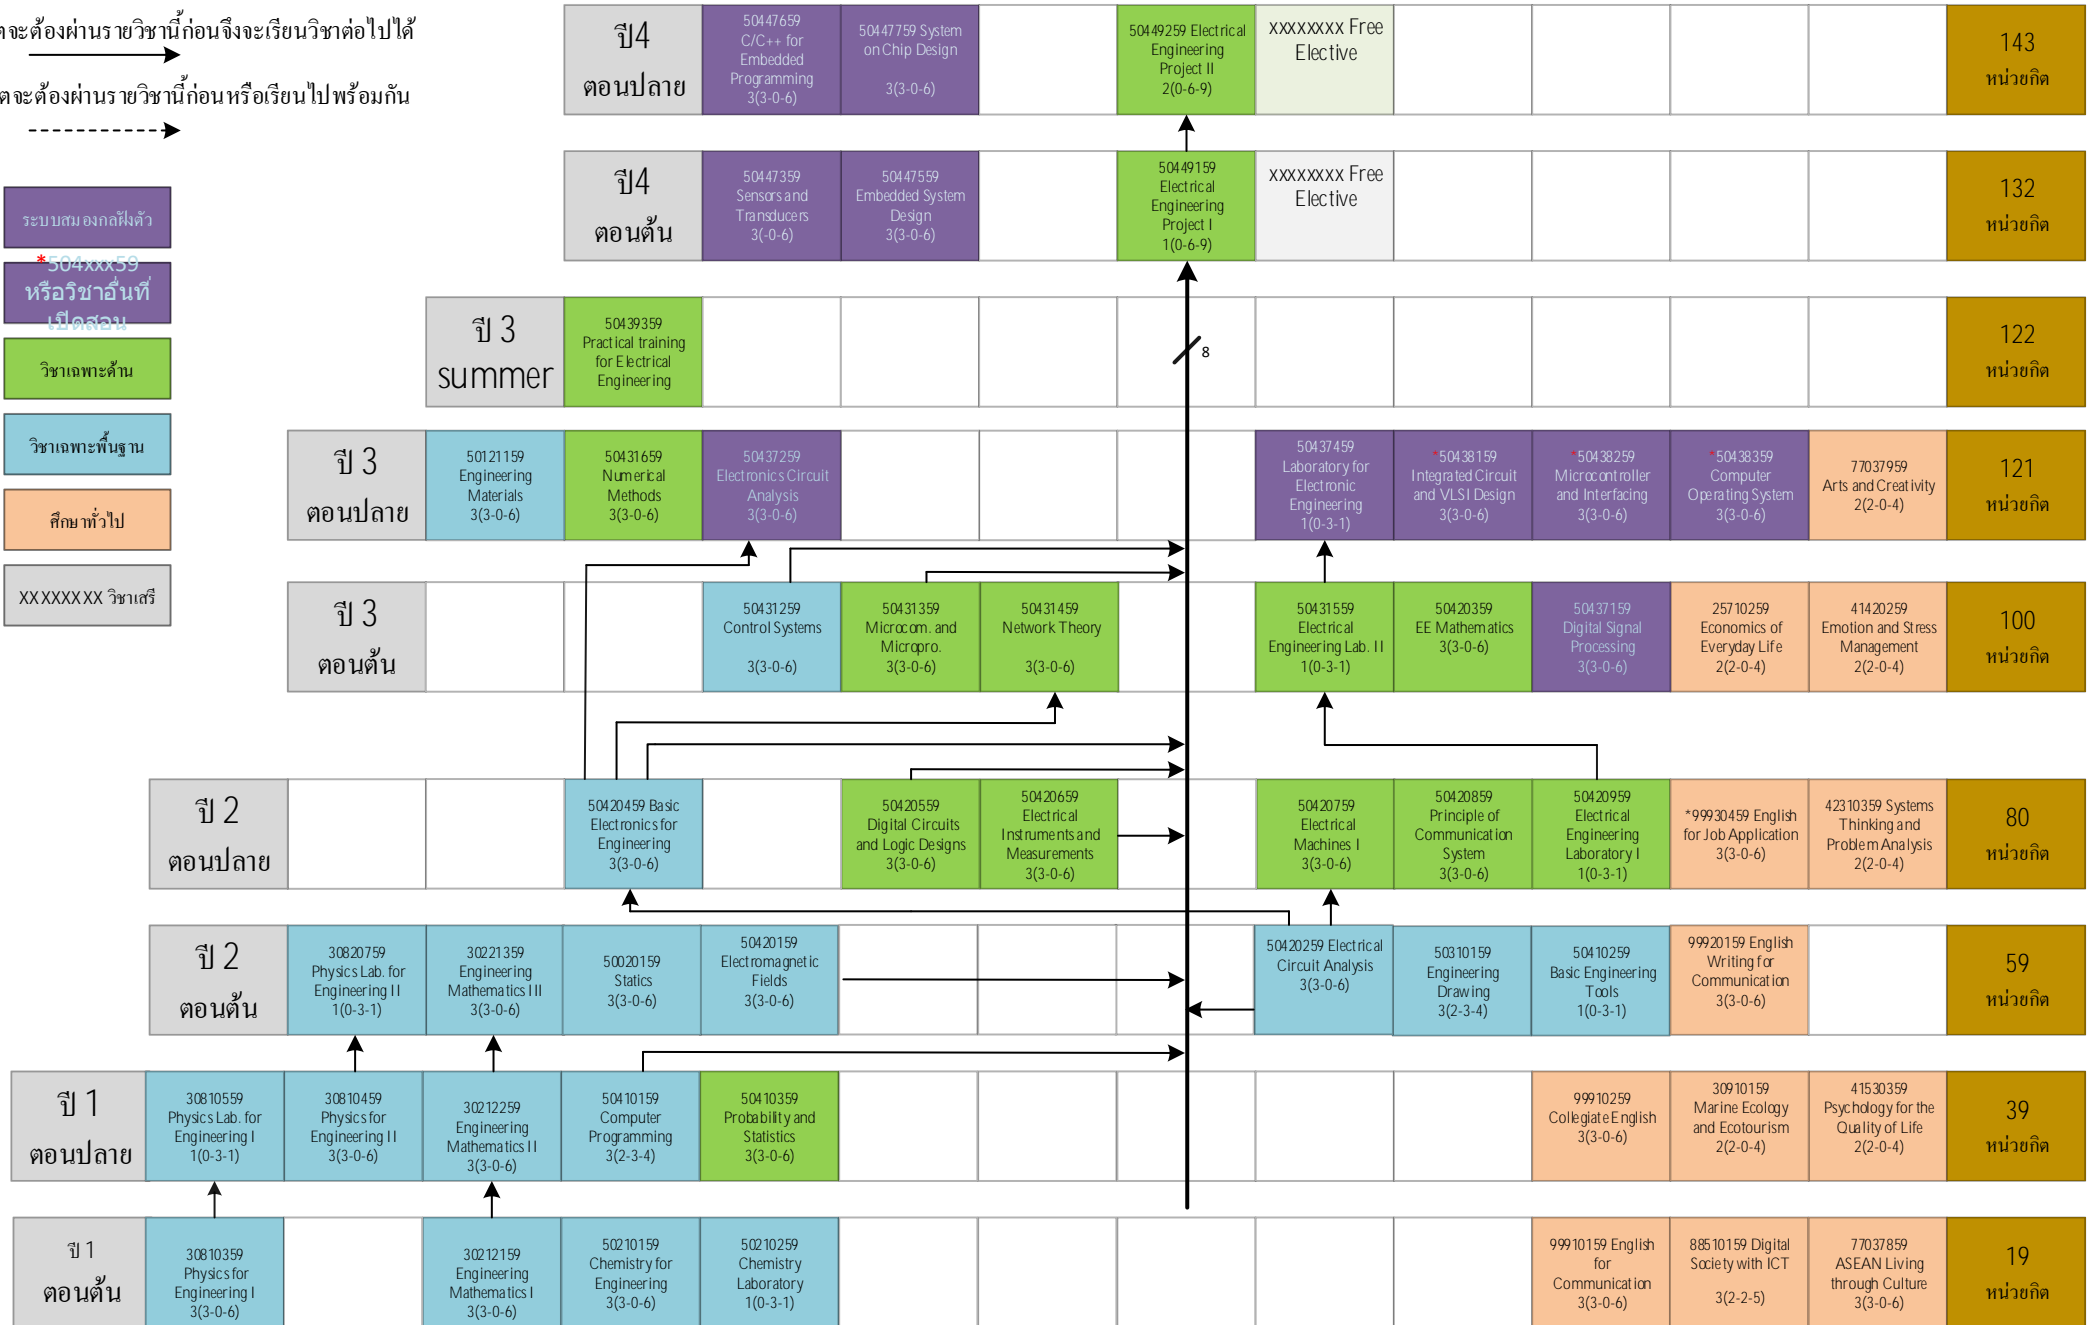 ตจะต้องผ่านรายวิชานี้ก่อนจึงจะเรียนวิชาต่อไปได้
ตจะต้องผ่านรายวิชานี้ก่อนหรือเรียนไปพร้อมกัน
ระบบสมองกลฝังตัว
*504xxx59
หรือวิชาอื่นที่
เปิดสอน
วิชาเฉพาะด้าน
วิชาเฉพาะพื้นฐาน
ศึกษาทั่วไป
XXXXXXXX วิชาเสรี
ปี4
ตอนปลาย
50447659
C/C++ for
Embedded
Programming
3(3-0-6)
50447759 System
on Chip Design
3(3-0-6)
50449259 Electrical
Engineering
Project II
2(0-6-9)
xxxxxxxx Free
Elective
143
หน่วยกิต
ปี4
ตอนต้น
50447359
Sensors and
Transducers
3(-0-6)
50447559
Embedded System
Design
3(3-0-6)
50449159
Electrical
Engineering
Project I
1(0-6-9)
xxxxxxxx Free
Elective
132
หน่วยกิต
ปี 3
summer
50439359
Practical training
for Electrical
Engineering
8
122
หน่วยกิต
ปี 3
ตอนปลาย
50121159
Engineering
Materials
3(3-0-6)
50431659
Numerical
Methods
3(3-0-6)
50437259
Electronics Circuit
Analysis
3(3-0-6)
50437459
Laboratory for
Electronic
Engineering
1(0-3-1)
*50438159
Integrated Circuit
and VLSI Design
3(3-0-6)
*50438259
Microcontroller
and Interfacing
3(3-0-6)
*50438359
Computer
Operating System
3(3-0-6)
77037959
Arts and Creativity
2(2-0-4)
121
หน่วยกิต
ปี 3
ตอนต้น
50431259
Control Systems
3(3-0-6)
50431359
Microcom. and
Micropro.
3(3-0-6)
50431459
Network Theory
3(3-0-6)
50431559
Electrical
Engineering Lab. II
1(0-3-1)
50420359
EE Mathematics
3(3-0-6)
50437159
Digital Signal
Processing
3(3-0-6)
25710259
Economics of
Everyday Life
2(2-0-4)
41420259
Emotion and Stress
Management
2(2-0-4)
100
หน่วยกิต
ปี 2
ตอนปลาย
50420459 Basic
Electronics for
Engineering
3(3-0-6)
50420559
Digital Circuits
and Logic Designs
3(3-0-6)
50420659
Electrical
Instruments and
Measurements
3(3-0-6)
50420759
Electrical
Machines I
3(3-0-6)
50420859
Principle of
Communication
System
3(3-0-6)
50420959
Electrical
Engineering
Laboratory I
1(0-3-1)
*99930459 English
for Job Application
3(3-0-6)
42310359 Systems
Thinking and
Problem Analysis
2(2-0-4)
80
หน่วยกิต
ปี 2
ตอนต้น
30820759
Physics Lab. for
Engineering II
1(0-3-1)
30221359
Engineering
Mathematics III
3(3-0-6)
50020159
Statics
3(3-0-6)
50420159
Electromagnetic
Fields
3(3-0-6)
50420259 Electrical
Circuit Analysis
3(3-0-6)
50310159
Engineering
Drawing
3(2-3-4)
50410259
Basic Engineering
Tools
1(0-3-1)
99920159 English
Writing for
Communication
3(3-0-6)
59
หน่วยกิต
ปี 1
ตอนปลาย
30810559
Physics Lab. for
Engineering I
1(0-3-1)
30810459
Physics for
Engineering II
3(3-0-6)
30212259
Engineering
Mathematics II
3(3-0-6)
50410159
Computer
Programming
3(2-3-4)
50410359
Probability and
Statistics
3(3-0-6)
99910259
Collegiate English
3(3-0-6)
30910159
Marine Ecology
and Ecotourism
2(2-0-4)
41530359
Psychology for the
Quality of Life
2(2-0-4)
39
หน่วยกิต
ปี 1
ตอนต้น
30810359
Physics for
Engineering I
3(3-0-6)
30212159
Engineering
Mathematics I
3(3-0-6)
50210159
Chemistry for
Engineering
3(3-0-6)
50210259
Chemistry
Laboratory
1(0-3-1)
99910159 English
for
Communication
3(3-0-6)
88510159 Digital
Society with ICT
3(2-2-5)
77037859
ASEAN Living
through Culture
3(3-0-6)
19
หน่วยกิต